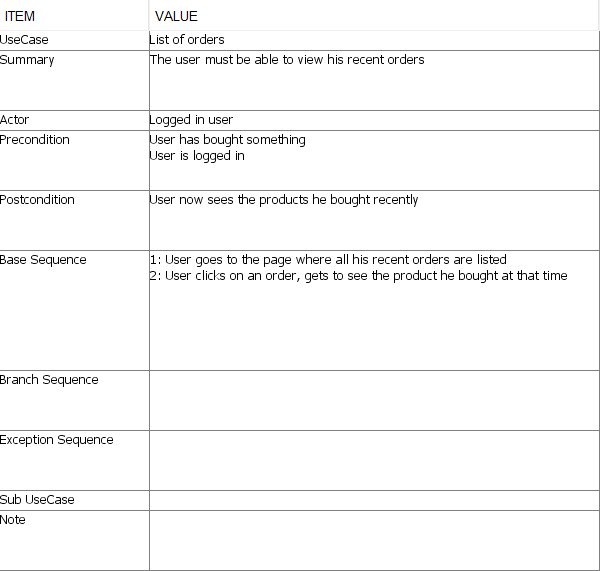 ITEM VALUE
UseCase List of orders
Summary The user must be able to view his recent orders
Actor Logged in user
Precondition User has bought something
User is logged in
Postcondition User now sees the products he bought recently
Base Sequence 1: User goes to the page where all his recent orders are listed
2: User clicks on an order, gets to see the product he bought at that time
Branch Sequence
Exception Sequence
Sub UseCase
Note